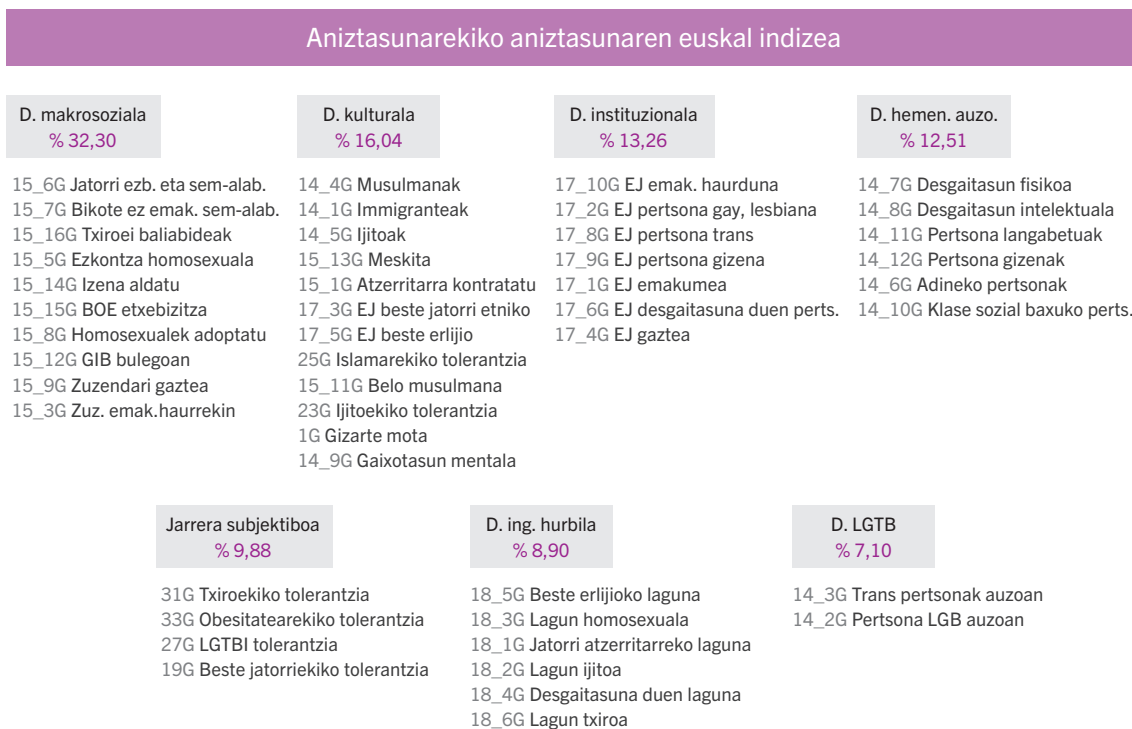 Aniztasunarekiko aniztasunaren euskal indizea
D. makrosoziala
% 32,30
15_6G Jatorri ezb. eta sem-alab.
15_7G Bikote ez emak. sem-alab.
15_16G Txiroei baliabideak
15_5G Ezkontza homosexuala
15_14G Izena aldatu
15_15G BOE etxebizitza
15_8G Homosexualek adoptatu
15_12G GIB bulegoan
15_9G Zuzendari gaztea
15_3G Zuz. emak.haurrekin
D. kulturala
% 16,04
14_4G Musulmanak
14_1G Immigranteak
14_5G Ijitoak
15_13G Meskita
15_1G Atzerritarra kontratatu
17_3G EJ beste jatorri etniko
17_5G EJ beste erlijio
25G Islamarekiko tolerantzia
15_11G Belo musulmana
23G Ijitoekiko tolerantzia
1G Gizarte mota
14_9G Gaixotasun mentala
D. instituzionala
% 13,26
17_10G EJ emak. haurduna
17_2G EJ pertsona gay, lesbiana
17_8G EJ pertsona trans
17_9G EJ pertsona gizena
17_1G EJ emakumea
17_6G EJ desgaitasuna duen perts.
17_4G EJ gaztea
D. hemen. auzo.
% 12,51
14_7G Desgaitasun fisikoa
14_8G Desgaitasun intelektuala
14_11G Pertsona langabetuak
14_12G Pertsona gizenak
14_6G Adineko pertsonak
14_10G Klase sozial baxuko perts.
Jarrera subjektiboa
% 9,88
31G Txiroekiko tolerantzia
33G Obesitatearekiko tolerantzia
27G LGTBI tolerantzia
19G Beste jatorriekiko tolerantzia
D. ing. hurbila
% 8,90
18_5G Beste erlijioko laguna
18_3G Lagun homosexuala
18_1G Jatorri atzerritarreko laguna
18_2G Lagun ijitoa
18_4G Desgaitasuna duen laguna
18_6G Lagun txiroa
D. LGTB
% 7,10
14_3G Trans pertsonak auzoan
14_2G Pertsona LGB auzoan